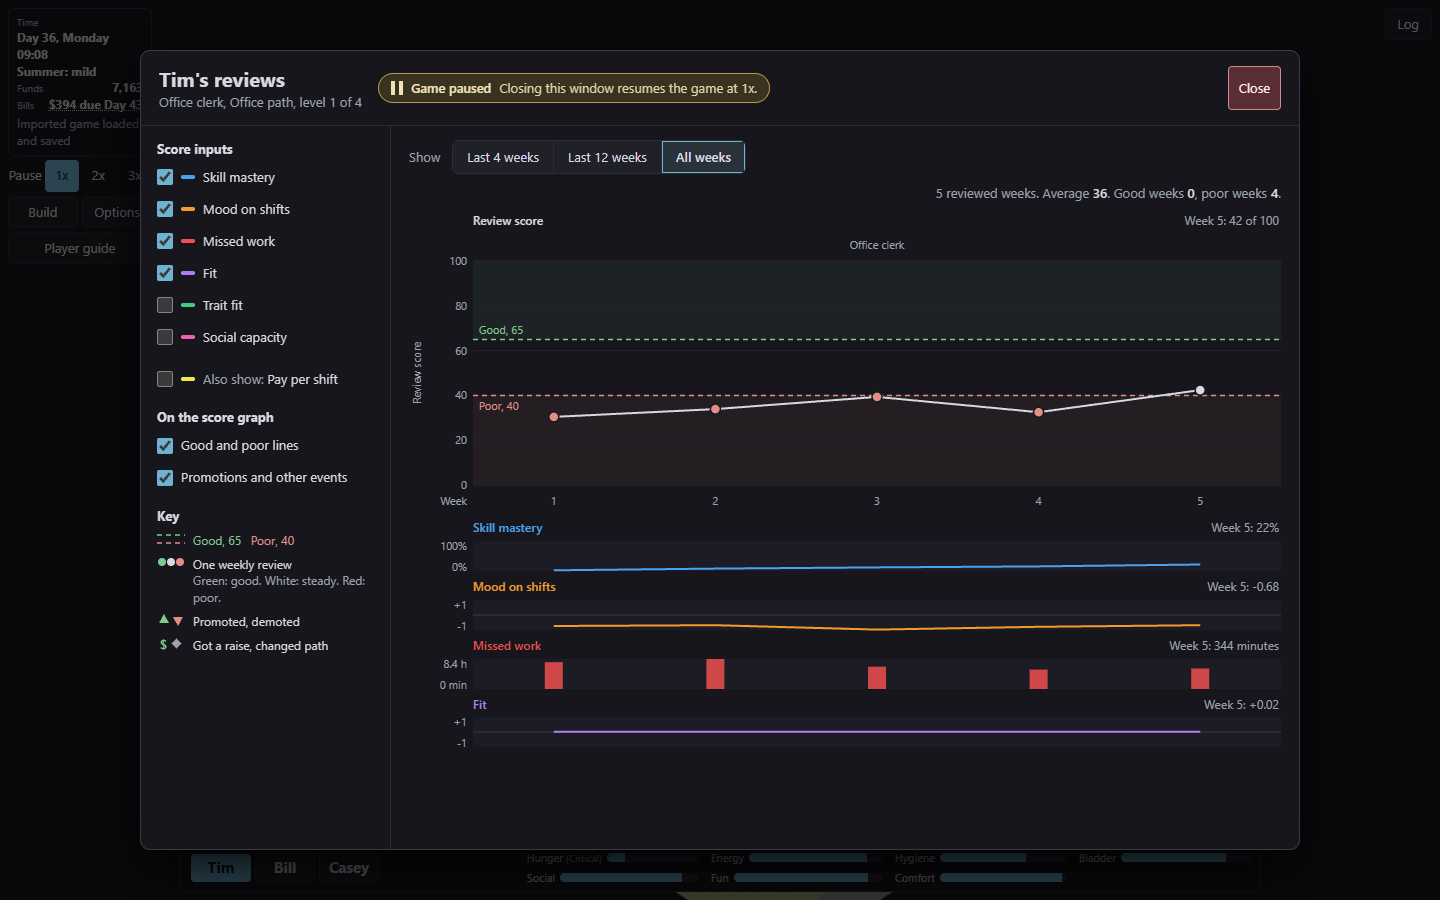 Time
Day 36, Monday
09:08
Summer: mild
Funds 7,163
Bills $394 due Day 43
Imported game loaded
and saved
Pause 1x 2x 3x
Build Options
Player guide
Log
Tim's reviews
Office clerk, Office path, level 1 of 4
Game paused Closing this window resumes the game at 1x.
Close
Score inputs
Skill mastery
Mood on shifts
Missed work
Fit
Trait fit
Social capacity
Also show: Pay per shift
On the score graph
Good and poor lines
Promotions and other events
Key
Good, 65 Poor, 40
One weekly review
Green: good. White: steady. Red:
poor.
Promoted, demoted
$ Got a raise, changed path
Show Last 4 weeks Last 12 weeks All weeks
5 reviewed weeks. Average 36. Good weeks 0, poor weeks 4.
Review score Week 5: 42 of 100
Office clerk
Review score
100
80
Good, 65
60
40
Poor, 40
20
0
Week 1 2 3 4 5
Skill mastery Week 5: 22%
100%
0%
Mood on shifts Week 5: -0.68
+1
-1
Missed work Week 5: 344 minutes
8.4 h
0 min
Fit Week 5: +0.02
+1
-1
Tim Bill Casey
Hunger (Critical) Energy Hygiene Bladder
Social Fun Comfort